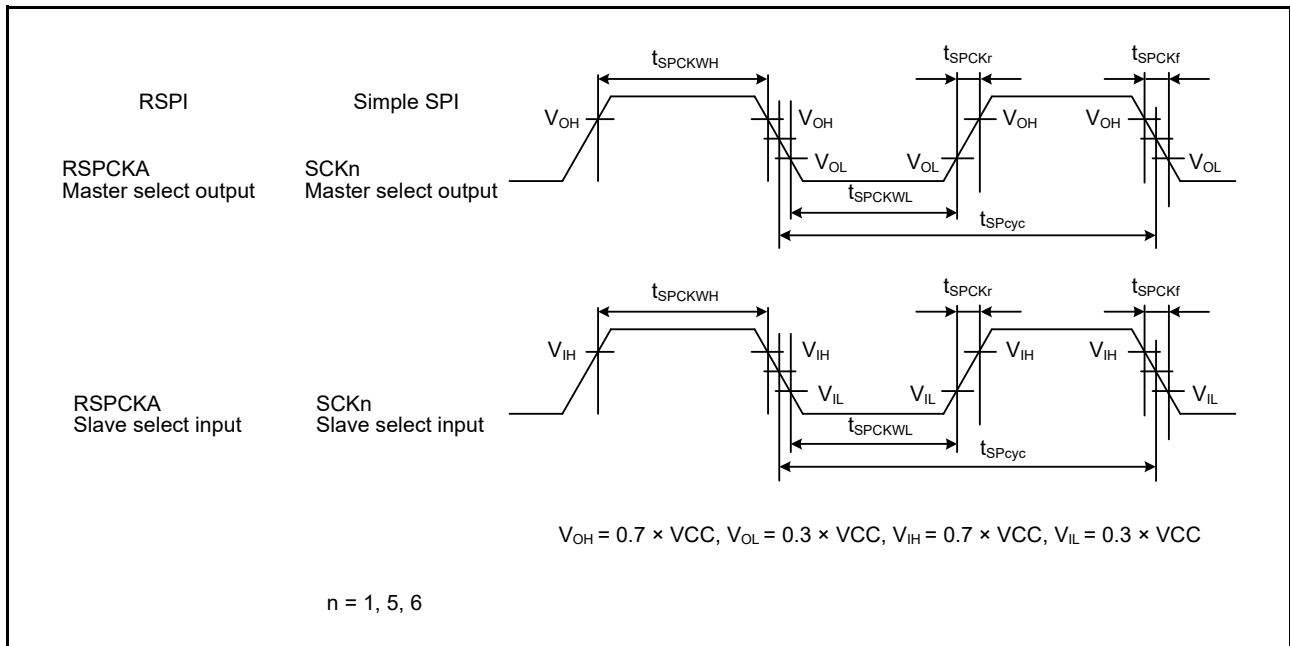 RSPI
Simple SPI
RSPCKA
Master select output
SCKn
Master select output
tSPCKWH
tSPCKr
tSPCKf
VOH
VOH
VOH
VOH
VOL
VOL
VOL
tSPCKWL
tSPcyc
RSPCKA
Slave select input
SCKn
Slave select input
tSPCKWH
tSPCKr
tSPCKf
VIH
VIH
VIH
VIH
VIL
VIL
VIL
tSPCKWL
tSPcyc
VOH = 0.7 × VCC, VOL = 0.3 × VCC, VIH = 0.7 × VCC, VIL = 0.3 × VCC
n = 1, 5, 6